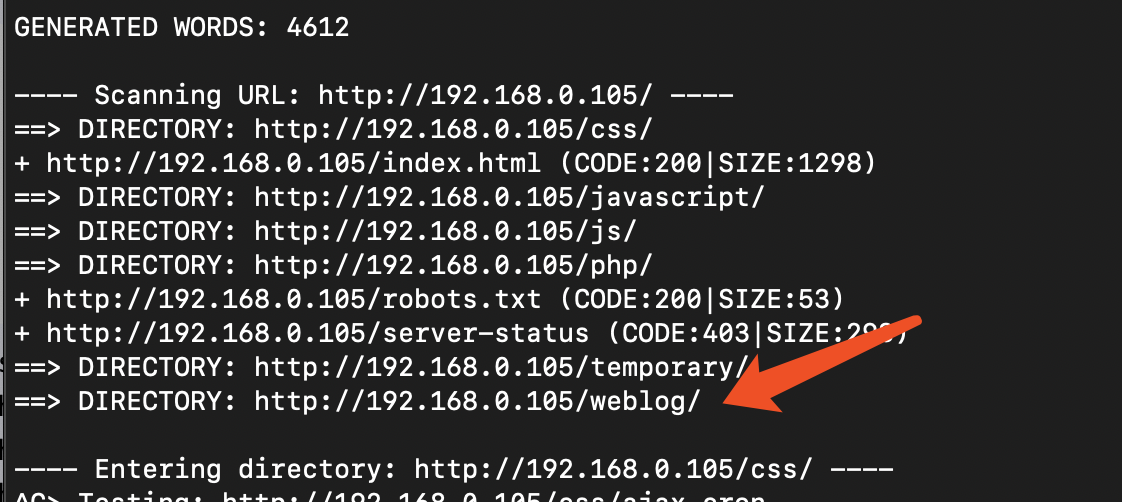 GENERATED WORDS: 4612
---- Scanning URL: http://192.168.0.105/ ----
==> DIRECTORY: http://192.168.0.105/css/
+ http://192.168.0.105/index.html (CODE:200|SIZE:1298)
==> DIRECTORY: http://192.168.0.105/javascript/
==> DIRECTORY: http://192.168.0.105/js/
==> DIRECTORY: http://192.168.0.105/php/
+ http://192.168.0.105/robots.txt (CODE:200|SIZE:53)
+ http://192.168.0.105/server-status (CODE:403|
==> DIRECTORY: http://192.168.0.105/temporary/
==> DIRECTORY: http://192.168.0.105/weblog/
---- Entering directory: http://192.168.0.105/css/ ----
Testing: